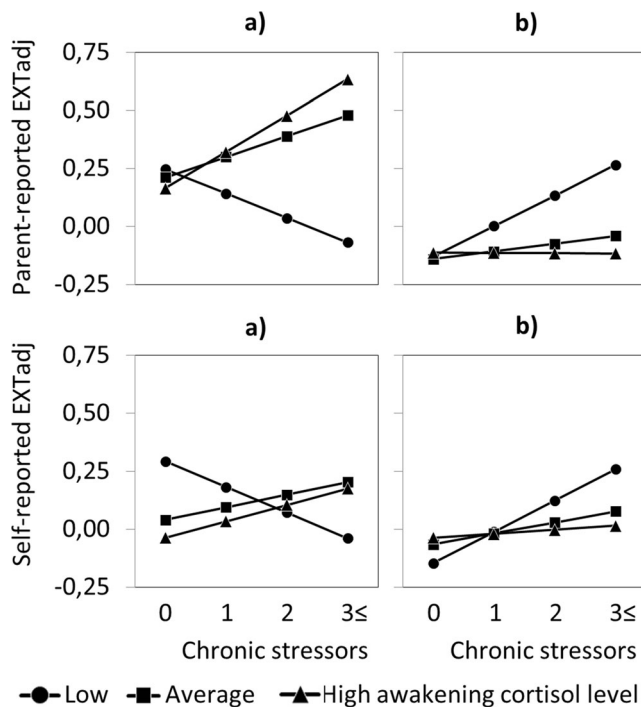 a) b)
Parent-reported EXTadj
0,75
0,50
0,25
0,00
-0,25
a) b)
Self-reported EXTadj
0,75
0,50
0,25
0,00
-0,25
0 1 2 3≤ 0 1 2 3≤
Chronic stressors Chronic stressors
Low Average High awakening cortisol level